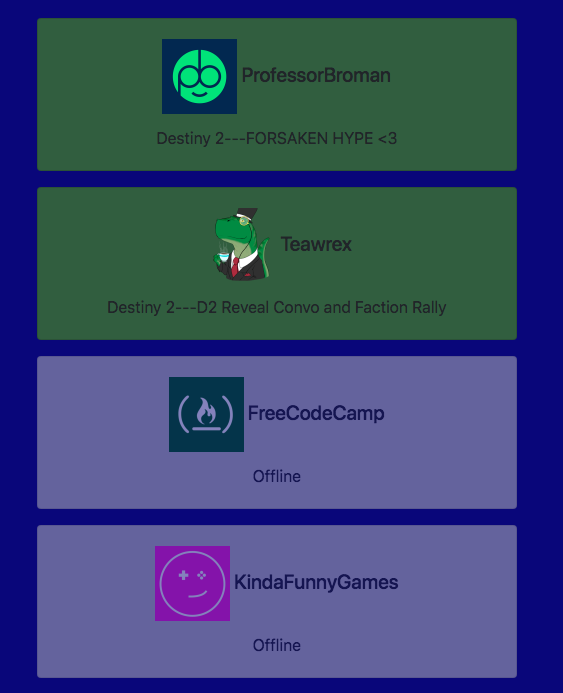 ProfessorBroman
Destiny 2---FORSAKEN HYPE <3
Teawrex
Destiny 2---D2 Reveal Convo and Faction Rally
FreeCodeCamp
Offline
KindaFunnyGames
Offline